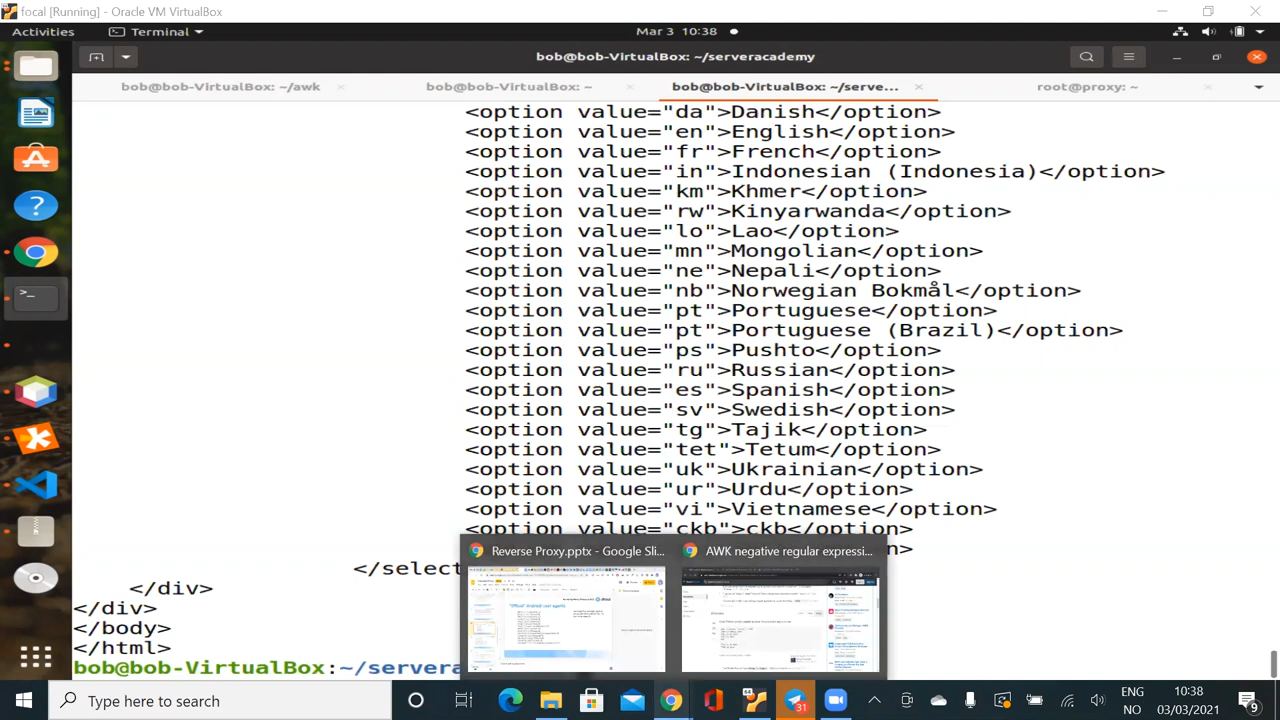 focal [Running] - Oracle VM VirtualBox
Activities
Terminal
Mar 3 10:38
bob@bob-VirtualBox: ~/serveracademy
bob@bob-VirtualBox: ~/awk
bob@bob-VirtualBox: ~
bob@bob-VirtualBox: ~/serve...
root@proxy: ~
<option value="da">Danish</option>
<option value="en">English</option>
<option value="fr">French</option>
<option value="in">Indonesian (Indonesia)</option>
<option value="km">Khmer</option>
<option value="rw">Kinyarwanda</option>
<option value="lo">Lao</option>
<option value="mn">Mongolian</option>
<option value="ne">Nepali</option>
<option value="nb">Norwegian Bokmål</option>
<option value="pt">Portuguese</option>
<option value="pt">Portuguese (Brazil)</option>
<option value="ps">Pushto</option>
<option value="ru">Russian</option>
<option value="es">Spanish</option>
<option value="sv">Swedish</option>
<option value="tg">Tajik</option>
<option value="tet">Tetum</option>
<option value="uk">Ukrainian</option>
<option value="ur">Urdu</option>
<option value="vi">Vietnamese</option>
<option value="ckb">ckb</option>
</select
</div>
</div>
</body>
</html>
bob@bob-VirtualBox:~/servera
Reverse Proxy.pptx - Google Sli...
AWK negative regular expressi...
"Official" Android user agents
Type here to search
31
ENG
NO
10:38
03/03/2021
9